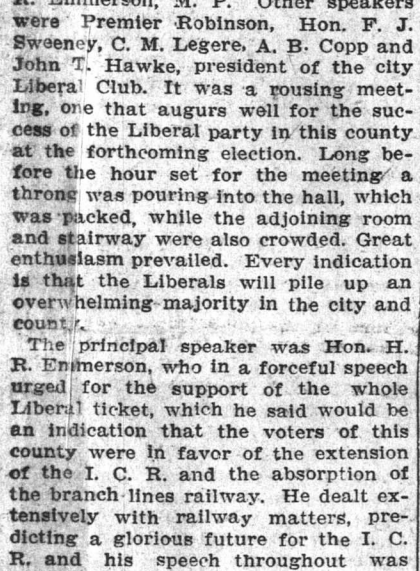 R. Emmerson, M. P. Other speakers
were Premier Robinson, Hon. F. J.
Sweeney, C. M. Legere, A. B. Copp and
John T. Hawke, president of the city
Liberal Club. It was a rousing meet-
ing, one that augurs well for the suc-
cess of the Liberal party in this county
at the forthcoming election. Long be-
fore the hour set for the meeting a
throng was pouring into the hall, which
was packed, while the adjoining room
and stairway were also crowded. Great
enthusiasm prevailed. Every indication
is that the Liberals will pile up an
overwhelming majority in the city and
county.
The principal speaker was Hon. H.
R. Emmerson, who in a forceful speech
urged for the support of the whole
Liberal ticket, which he said would be
an indication that the voters of this
county were in favor of the extension
of the I. C. R. and the absorption of
the branch lines railway. He dealt ex-
tensively with railway matters, pre-
dicting a glorious future for the I. C.
R. and his speech throughout was